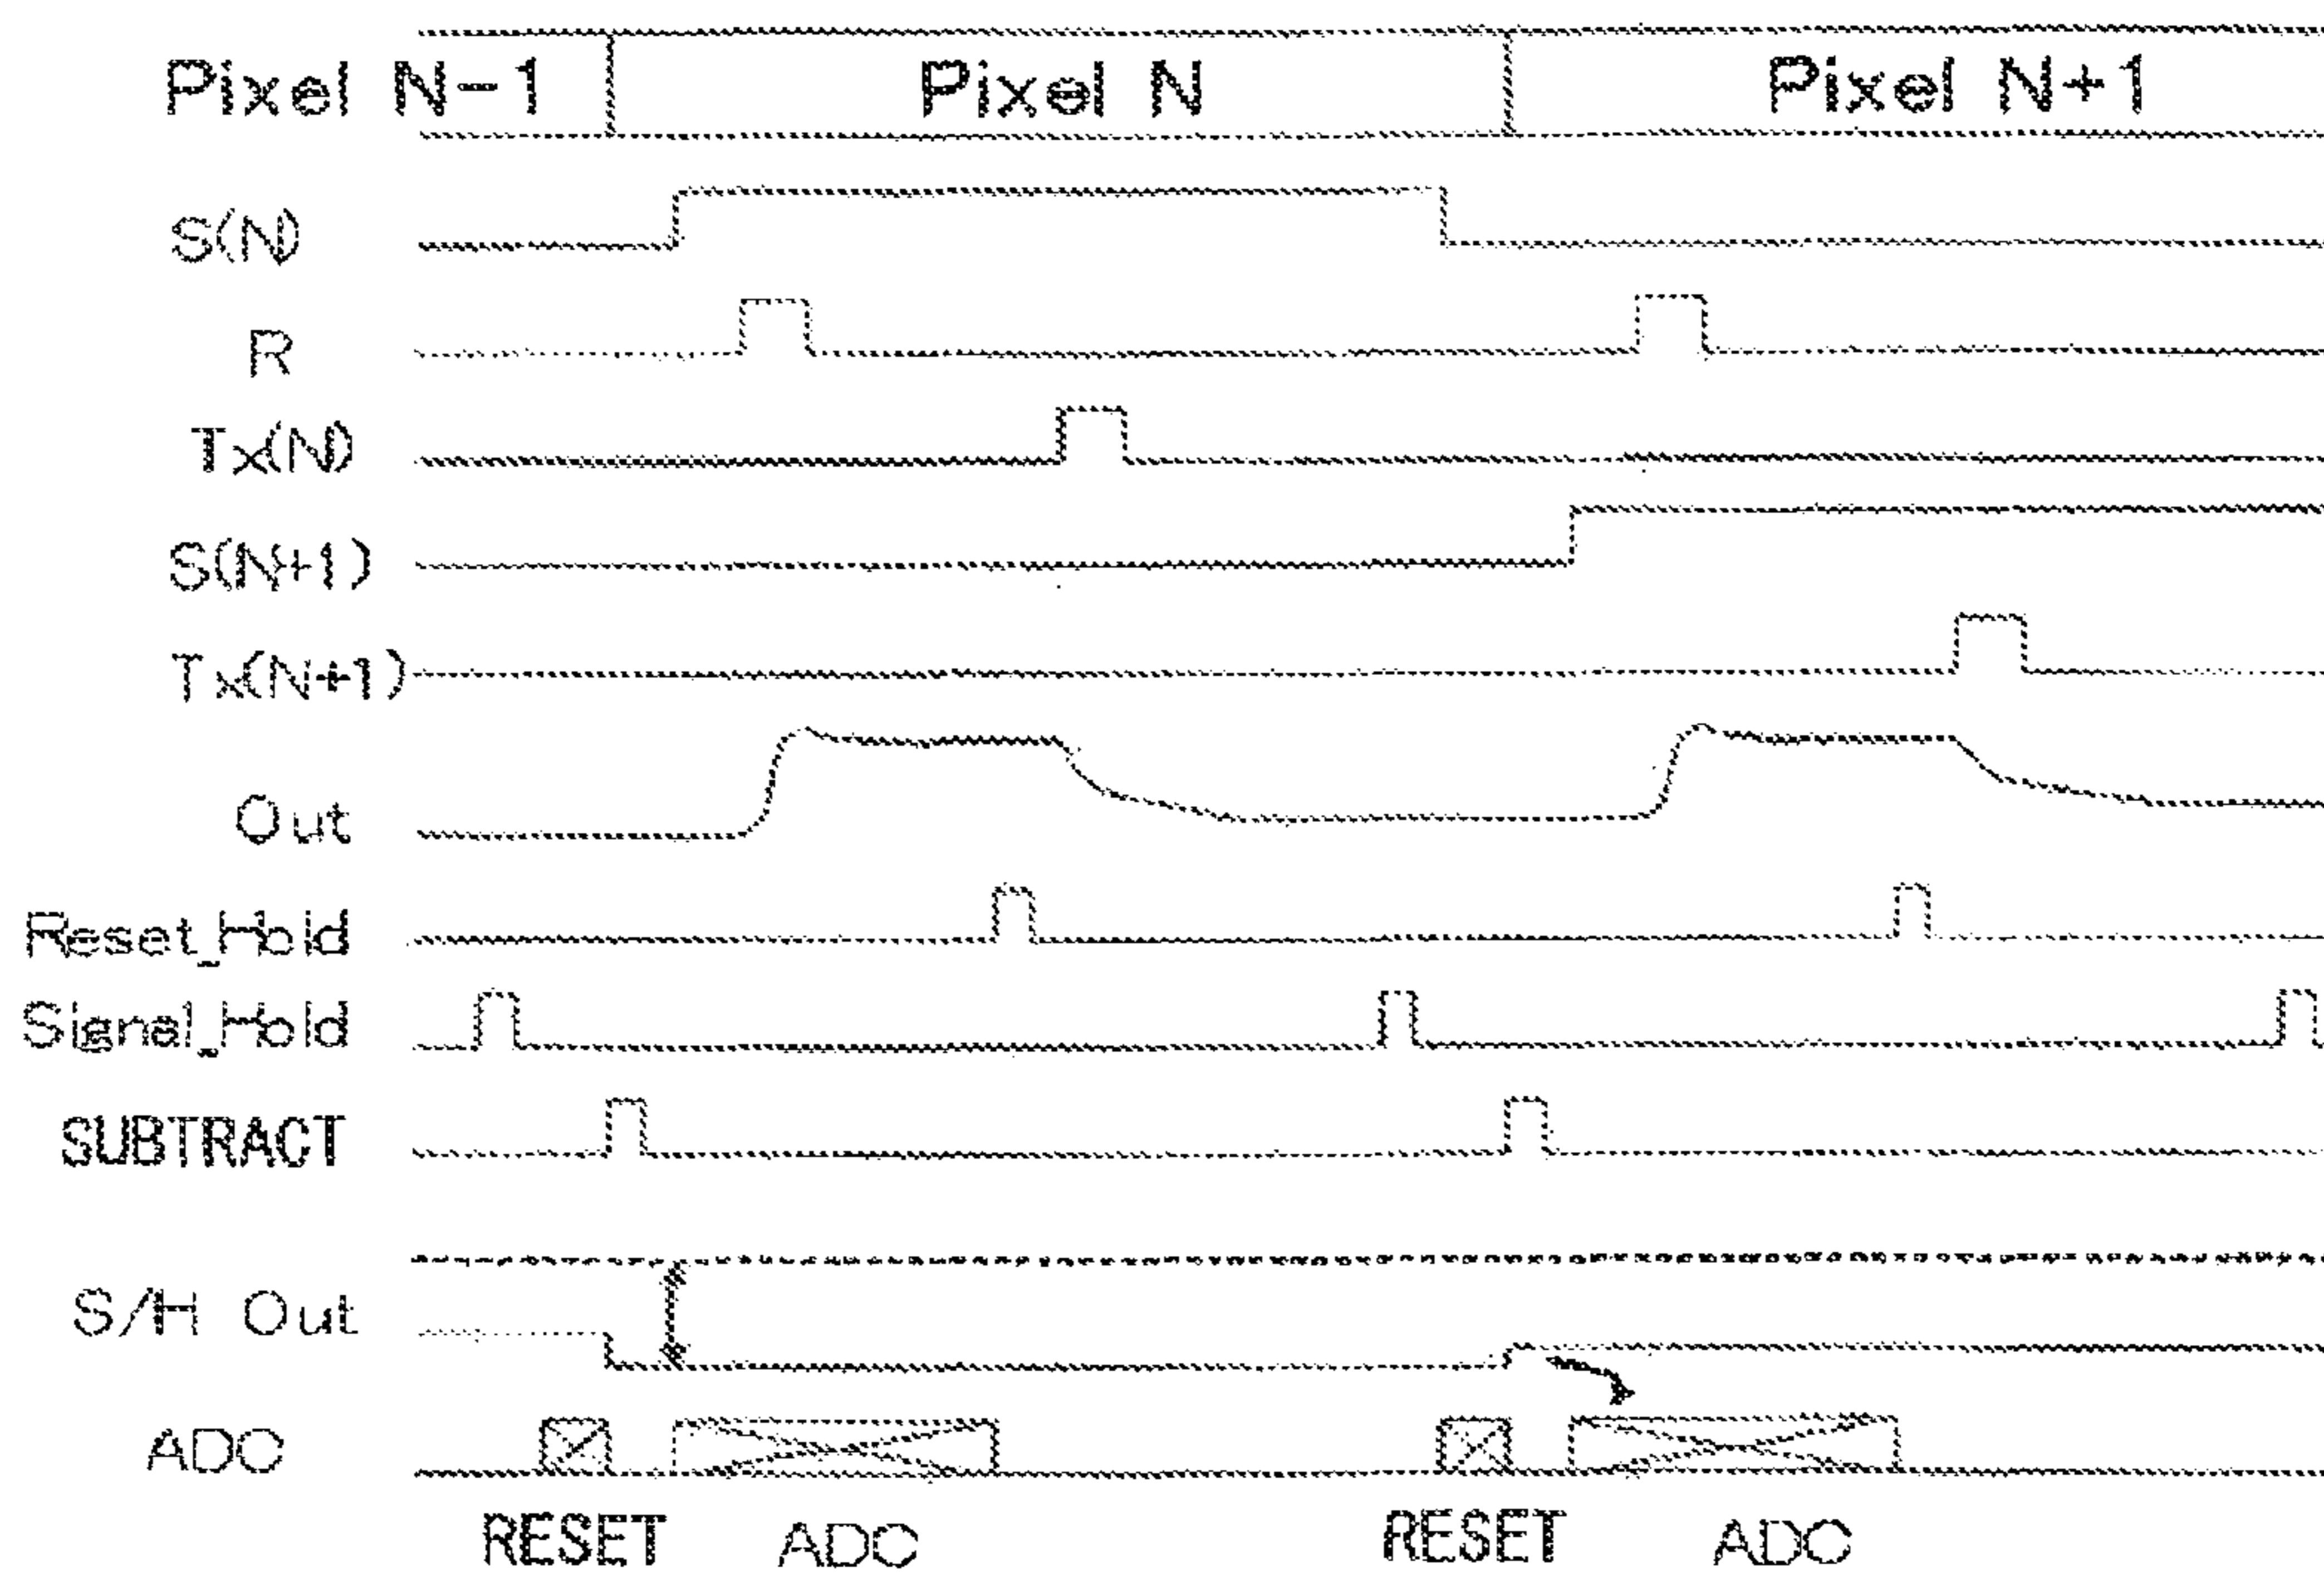 Pixel N-1 Pixel N Pixel N+1
S(N)
R
Tx(N)
S(N+1)
Tx(N+1)
Out
Reset_Hold
Signal_Hold
SUBTRACT
S/H Out
ADC
RESET ADC RESET ADC